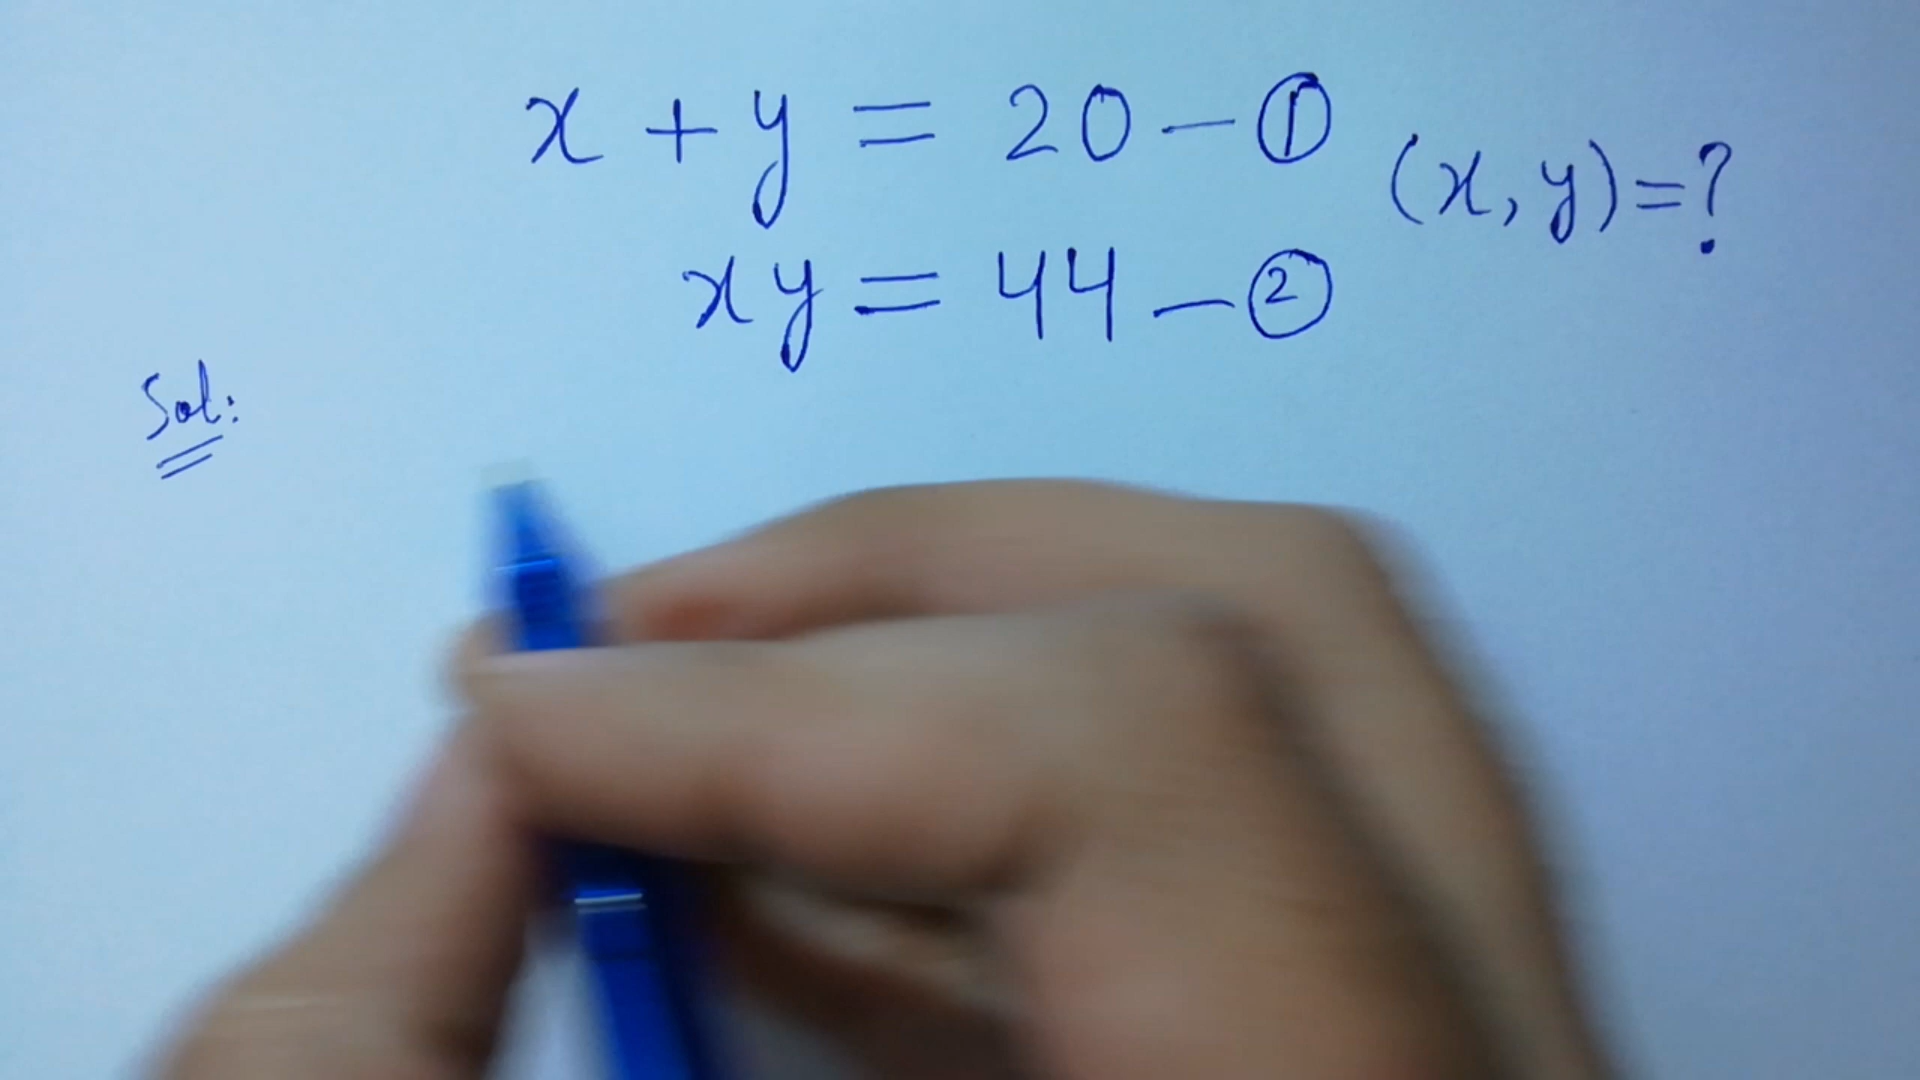 x + y = 20 - ①
(x, y) = ?
xy = 44 - ②
Sol: